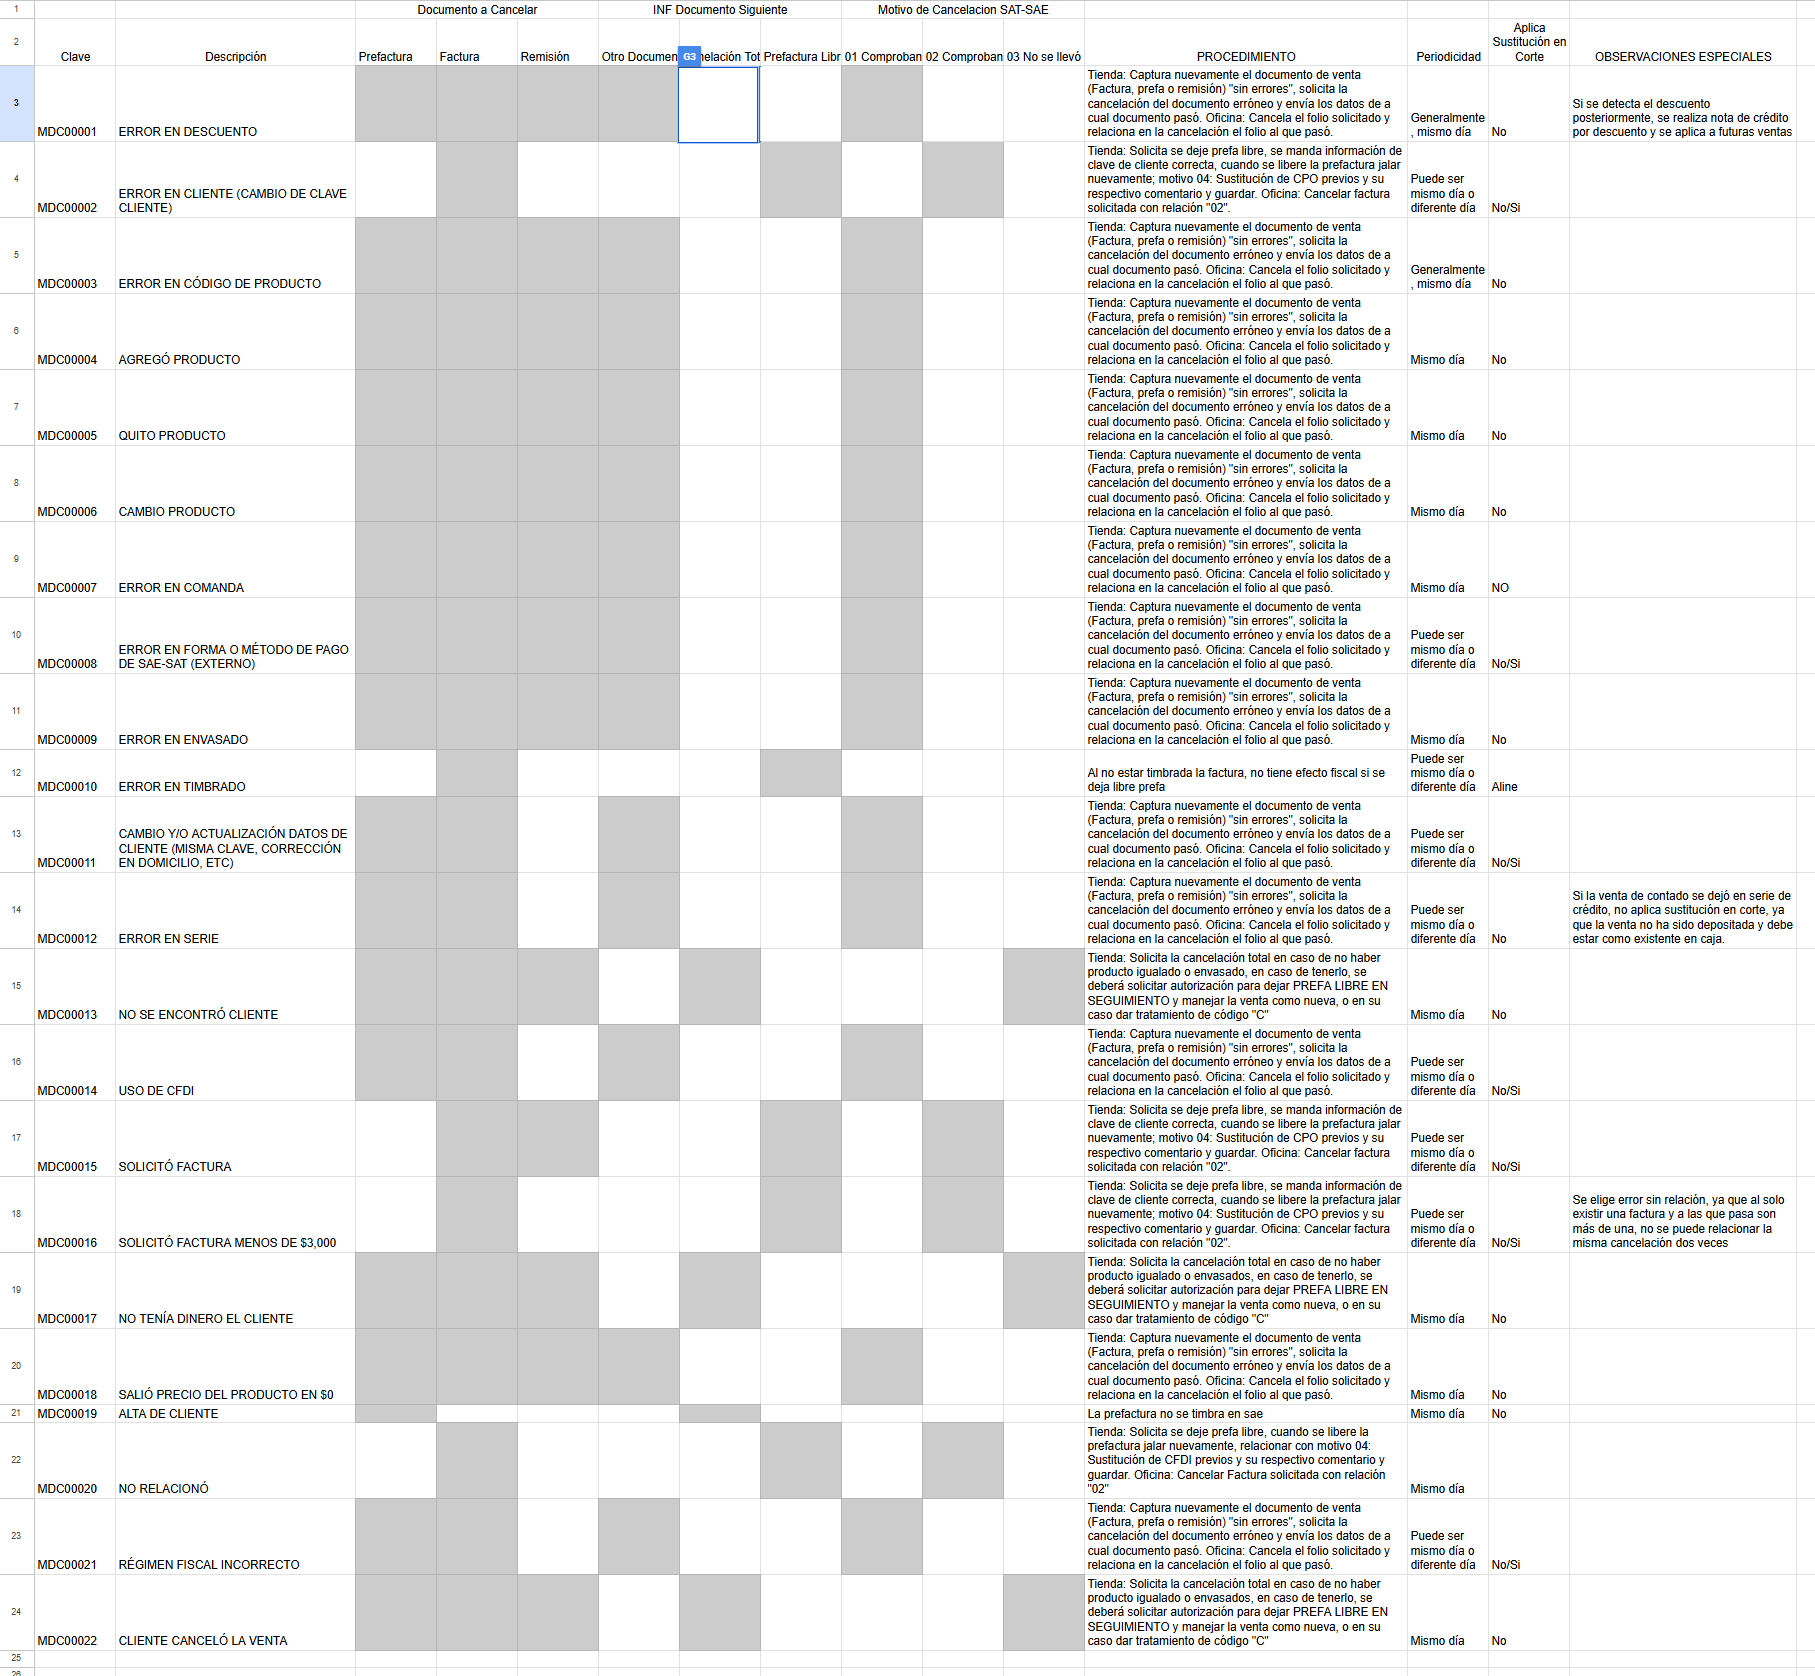 1 Documento a Cancelar INF Documento Siguiente Motivo de Cancelacion SAT-SAE
2 Clave Descripción Prefactura Factura Remisión Otro Documen G3 nelación Tot Prefactura Libr 01 Comproban 02 Comproban 03 No se llevó PROCEDIMIENTO Periodicidad Aplica Sustitución en Corte OBSERVACIONES ESPECIALES
3 MDC00001 ERROR EN DESCUENTO
Tienda: Captura nuevamente el documento de venta
(Factura, prefa o remisión) "sin errores", solicita la
cancelación del documento erróneo y envía los datos de a
cual documento pasó. Oficina: Cancela el folio solicitado y
relaciona en la cancelación el folio al que pasó.
Generalmente
, mismo día
No
Si se detecta el descuento
posteriormente, se realiza nota de crédito
por descuento y se aplica a futuras ventas
4 MDC00002 ERROR EN CLIENTE (CAMBIO DE CLAVE
CLIENTE)
Tienda: Solicita se deje prefa libre, se manda información de
clave de cliente correcta, cuando se libere la prefactura jalar
nuevamente; motivo 04: Sustitución de CPO previos y su
respectivo comentario y guardar. Oficina: Cancelar factura
solicitada con relación "02".
Puede ser
mismo día o
diferente día
No/Si
5 MDC00003 ERROR EN CÓDIGO DE PRODUCTO
Tienda: Captura nuevamente el documento de venta
(Factura, prefa o remisión) "sin errores", solicita la
cancelación del documento erróneo y envía los datos de a
cual documento pasó. Oficina: Cancela el folio solicitado y
relaciona en la cancelación el folio al que pasó.
Generalmente
, mismo día
No
6 MDC00004 AGREGÓ PRODUCTO
Tienda: Captura nuevamente el documento de venta
(Factura, prefa o remisión) "sin errores", solicita la
cancelación del documento erróneo y envía los datos de a
cual documento pasó. Oficina: Cancela el folio solicitado y
relaciona en la cancelación el folio al que pasó.
Mismo día
No
7 MDC00005 QUITO PRODUCTO
Tienda: Captura nuevamente el documento de venta
(Factura, prefa o remisión) "sin errores", solicita la
cancelación del documento erróneo y envía los datos de a
cual documento pasó. Oficina: Cancela el folio solicitado y
relaciona en la cancelación el folio al que pasó.
Mismo día
No
8 MDC00006 CAMBIO PRODUCTO
Tienda: Captura nuevamente el documento de venta
(Factura, prefa o remisión) "sin errores", solicita la
cancelación del documento erróneo y envía los datos de a
cual documento pasó. Oficina: Cancela el folio solicitado y
relaciona en la cancelación el folio al que pasó.
Mismo día
No
9 MDC00007 ERROR EN COMANDA
Tienda: Captura nuevamente el documento de venta
(Factura, prefa o remisión) "sin errores", solicita la
cancelación del documento erróneo y envía los datos de a
cual documento pasó. Oficina: Cancela el folio solicitado y
relaciona en la cancelación el folio al que pasó.
Mismo día
NO
10 MDC00008 ERROR EN FORMA O MÉTODO DE PAGO
DE SAE-SAT (EXTERNO)
Tienda: Captura nuevamente el documento de venta
(Factura, prefa o remisión) "sin errores", solicita la
cancelación del documento erróneo y envía los datos de a
cual documento pasó. Oficina: Cancela el folio solicitado y
relaciona en la cancelación el folio al que pasó.
Puede ser
mismo día o
diferente día
No/Si
11 MDC00009 ERROR EN ENVASADO
Tienda: Captura nuevamente el documento de venta
(Factura, prefa o remisión) "sin errores", solicita la
cancelación del documento erróneo y envía los datos de a
cual documento pasó. Oficina: Cancela el folio solicitado y
relaciona en la cancelación el folio al que pasó.
Mismo día
No
12 MDC00010 ERROR EN TIMBRADO
Al no estar timbrada la factura, no tiene efecto fiscal si se
deja libre prefa
Puede ser
mismo día o
diferente día
Aline
13 MDC00011 CAMBIO Y/O ACTUALIZACIÓN DATOS DE
CLIENTE (MISMA CLAVE, CORRECCIÓN
EN DOMICILIO, ETC)
Tienda: Captura nuevamente el documento de venta
(Factura, prefa o remisión) "sin errores", solicita la
cancelación del documento erróneo y envía los datos de a
cual documento pasó. Oficina: Cancela el folio solicitado y
relaciona en la cancelación el folio al que pasó.
Puede ser
mismo día o
diferente día
No/Si
14 MDC00012 ERROR EN SERIE
Tienda: Captura nuevamente el documento de venta
(Factura, prefa o remisión) "sin errores", solicita la
cancelación del documento erróneo y envía los datos de a
cual documento pasó. Oficina: Cancela el folio solicitado y
relaciona en la cancelación el folio al que pasó.
Puede ser
mismo día o
diferente día
No
Si la venta de contado se dejó en serie de
crédito, no aplica sustitución en corte, ya
que la venta no ha sido depositada y debe
estar como existente en caja.
15 MDC00013 NO SE ENCONTRÓ CLIENTE
Tienda: Solicita la cancelación total en caso de no haber
producto igualado o envasado, en caso de tenerlo, se
deberá solicitar autorización para dejar PREFA LIBRE EN
SEGUIMIENTO y manejar la venta como nueva, o en su
caso dar tratamiento de código "C"
Mismo día
No
16 MDC00014 USO DE CFDI
Tienda: Captura nuevamente el documento de venta
(Factura, prefa o remisión) "sin errores", solicita la
cancelación del documento erróneo y envía los datos de a
cual documento pasó. Oficina: Cancela el folio solicitado y
relaciona en la cancelación el folio al que pasó.
Puede ser
mismo día o
diferente día
No/Si
17 MDC00015 SOLICITÓ FACTURA
Tienda: Solicita se deje prefa libre, se manda información de
clave de cliente correcta, cuando se libere la prefactura jalar
nuevamente; motivo 04: Sustitución de CPO previos y su
respectivo comentario y guardar. Oficina: Cancelar factura
solicitada con relación "02".
Puede ser
mismo día o
diferente día
No/Si
18 MDC00016 SOLICITÓ FACTURA MENOS DE $3,000
Tienda: Solicita se deje prefa libre, se manda información de
clave de cliente correcta, cuando se libere la prefactura jalar
nuevamente; motivo 04: Sustitución de CPO previos y su
respectivo comentario y guardar. Oficina: Cancelar factura
solicitada con relación "02".
Puede ser
mismo día o
diferente día
No/Si
Se elige error sin relación, ya que al solo
existir una factura y a las que pasa son
más de una, no se puede relacionar la
misma cancelación dos veces
19 MDC00017 NO TENÍA DINERO EL CLIENTE
Tienda: Solicita la cancelación total en caso de no haber
producto igualado o envasados, en caso de tenerlo, se
deberá solicitar autorización para dejar PREFA LIBRE EN
SEGUIMIENTO y manejar la venta como nueva, o en su
caso dar tratamiento de código "C"
Mismo día
No
20 MDC00018 SALIÓ PRECIO DEL PRODUCTO EN $0
Tienda: Captura nuevamente el documento de venta
(Factura, prefa o remisión) "sin errores", solicita la
cancelación del documento erróneo y envía los datos de a
cual documento pasó. Oficina: Cancela el folio solicitado y
relaciona en la cancelación el folio al que pasó.
Mismo día
No
21 MDC00019 ALTA DE CLIENTE La prefactura no se timbra en sae Mismo día No
22 MDC00020 NO RELACIONÓ
Tienda: Solicita se deje prefa libre, cuando se libere la
prefactura jalar nuevamente, relacionar con motivo 04:
Sustitución de CFDI previos y su respectivo comentario y
guardar. Oficina: Cancelar Factura solicitada con relación
"02"
Mismo día
23 MDC00021 RÉGIMEN FISCAL INCORRECTO
Tienda: Captura nuevamente el documento de venta
(Factura, prefa o remisión) "sin errores", solicita la
cancelación del documento erróneo y envía los datos de a
cual documento pasó. Oficina: Cancela el folio solicitado y
relaciona en la cancelación el folio al que pasó.
Puede ser
mismo día o
diferente día
No/Si
24 MDC00022 CLIENTE CANCELÓ LA VENTA
Tienda: Solicita la cancelación total en caso de no haber
producto igualado o envasados, en caso de tenerlo, se
deberá solicitar autorización para dejar PREFA LIBRE EN
SEGUIMIENTO y manejar la venta como nueva, o en su
caso dar tratamiento de código "C"
Mismo día
No
25
26